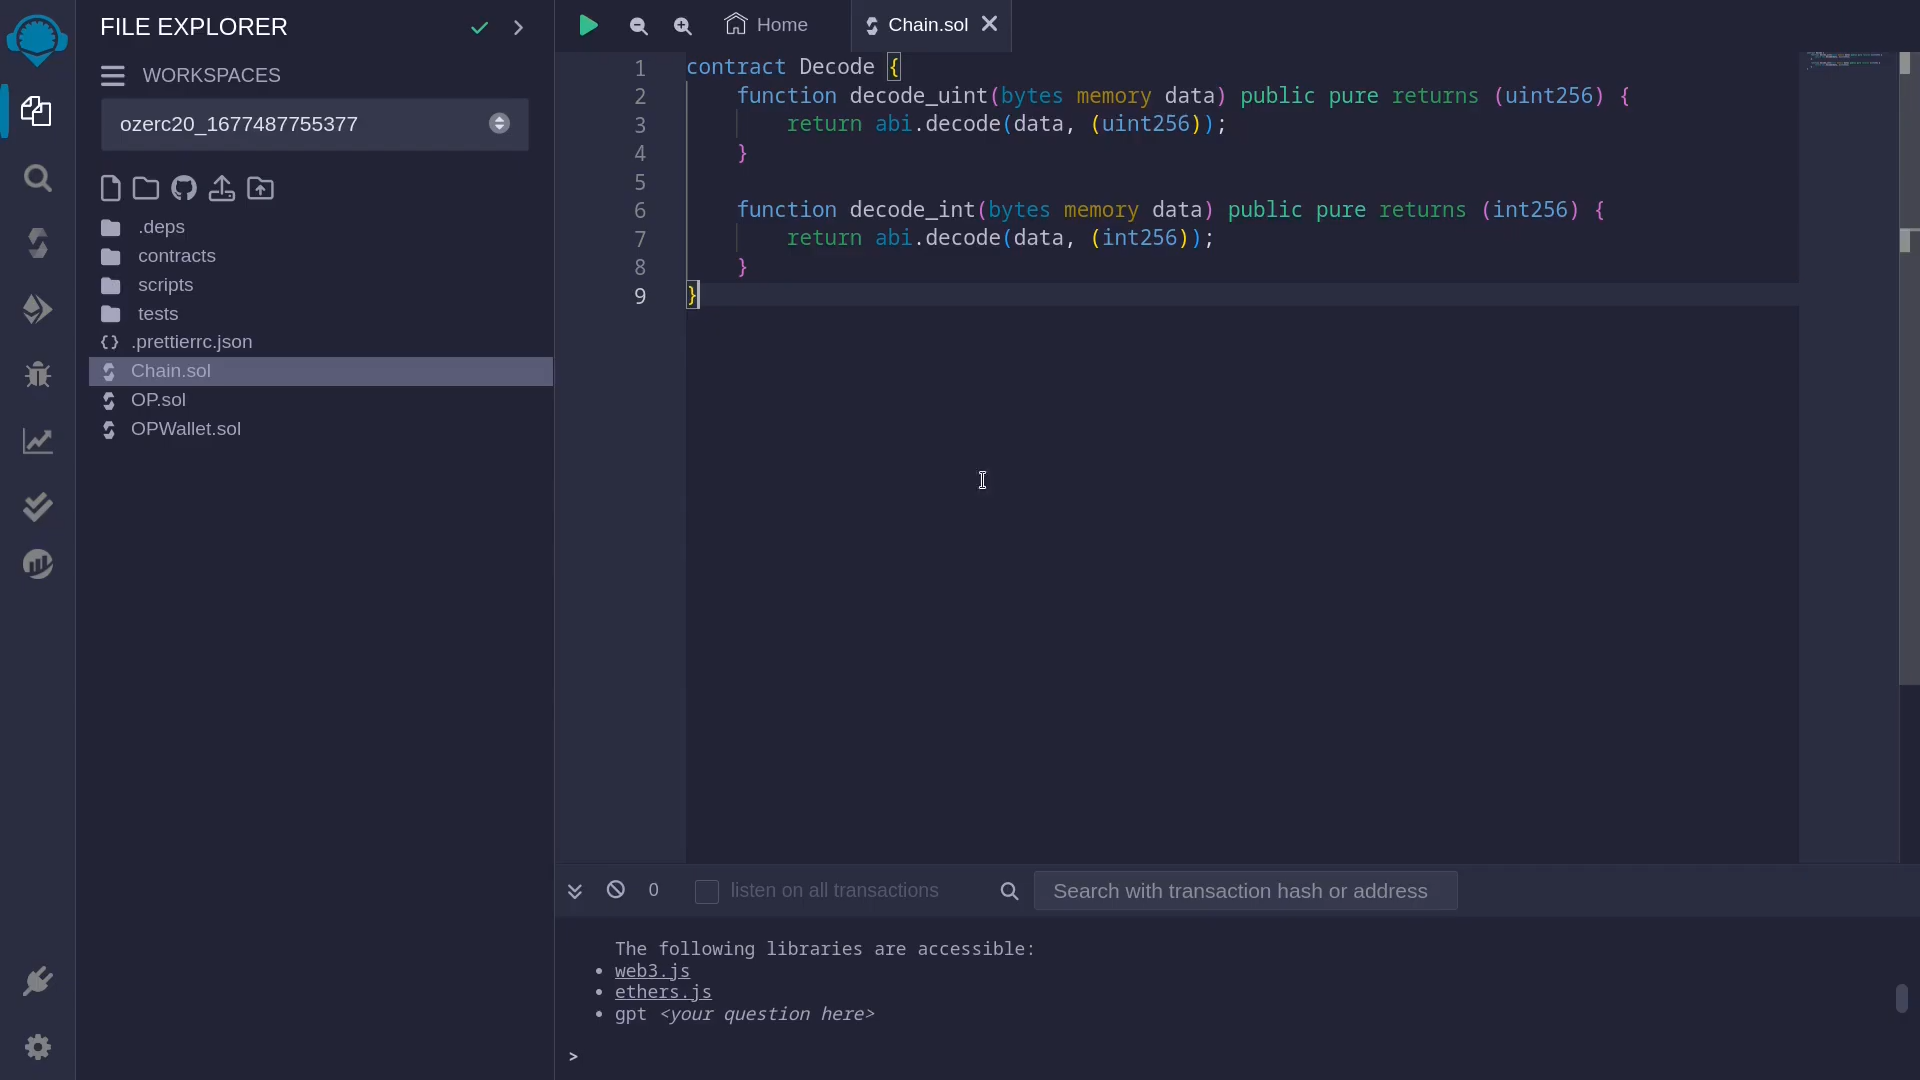 FILE EXPLORER
WORKSPACES
ozerc20_1677487755377
.deps
contracts
scripts
tests
.prettierrc.json
Chain.sol
OP.sol
OPWallet.sol
Home
Chain.sol
1 contract Decode {
2     function decode_uint(bytes memory data) public pure returns (uint256) {
3         return abi.decode(data, (uint256));
4     }
5
6     function decode_int(bytes memory data) public pure returns (int256) {
7         return abi.decode(data, (int256));
8     }
9 }
0 listen on all transactions Search with transaction hash or address
The following libraries are accessible:
• web3.js
• ethers.js
• gpt <your question here>
>